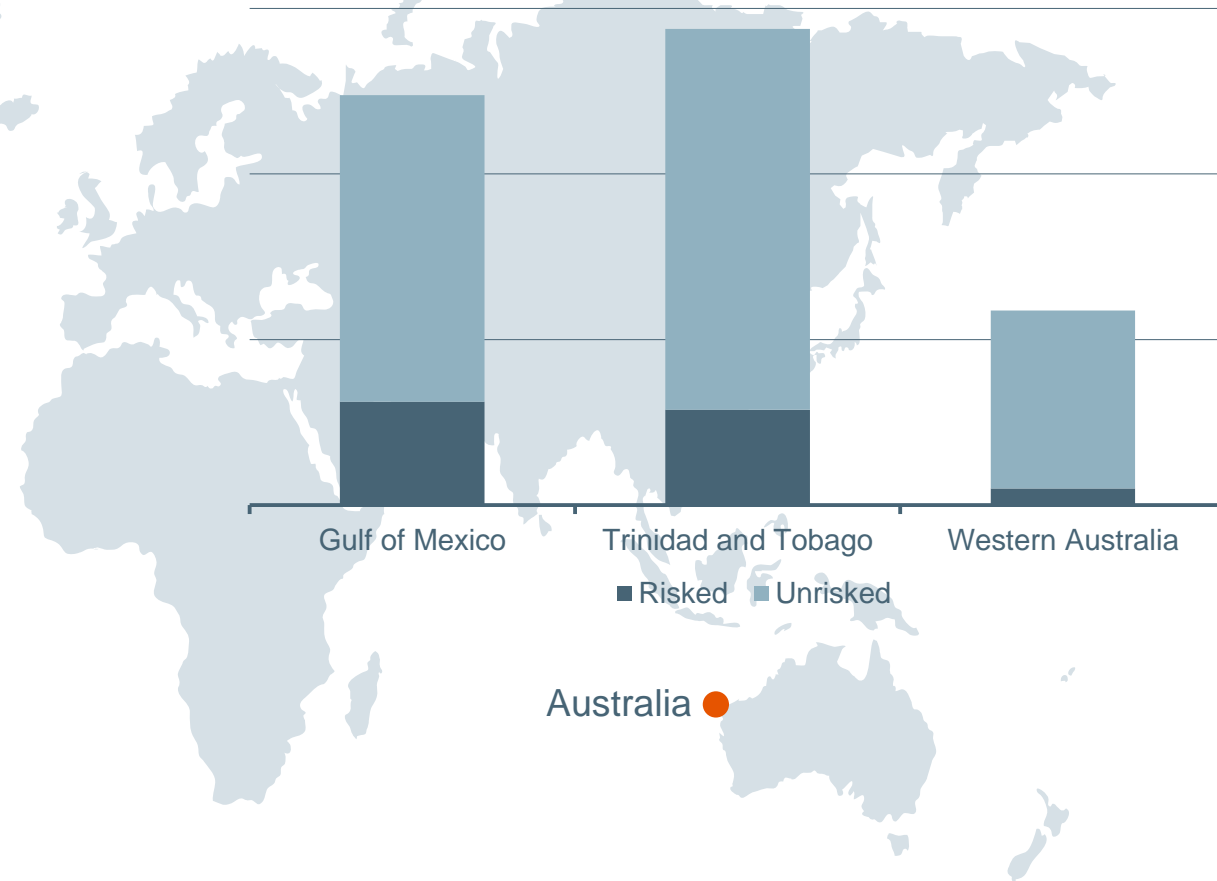 Gulf of Mexico Trinidad and Tobago Western Australia
Risked Unrisked
Australia